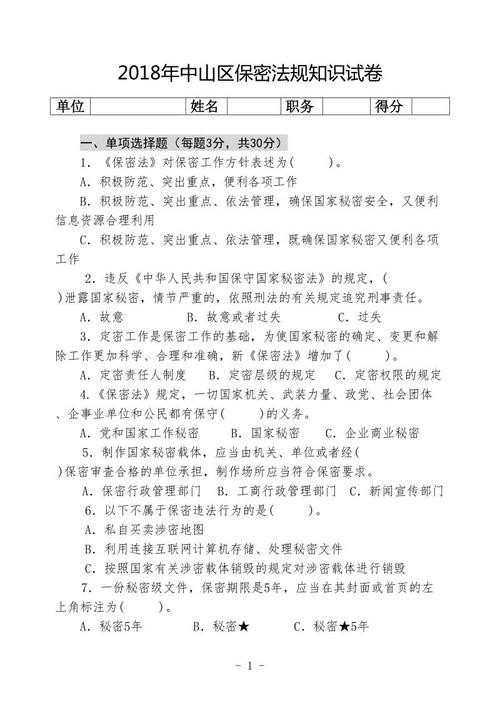 2018年中山区保密法规知识试卷
单位 姓名 职务 得分
一、单项选择题（每题3分，共30分）
1．《保密法》对保密工作方针表述为(　　)。
A．积极防范、突出重点，便利各项工作
B．积极防范、突出重点、依法管理，确保国家秘密安全，又便利
信息资源合理利用
C．积极防范、突出重点、依法管理，既确保国家秘密又便利各项
工作
2．违反《中华人民共和国保守国家秘密法》的规定，(
)泄露国家秘密，情节严重的，依照刑法的有关规定追究刑事责任。
A．故意 B．故意或者过失 C．过失
3．定密工作是保密工作的基础，为使国家秘密的确定、变更和解
除工作更加科学、合理和准确，新《保密法》增加了(　　)。
A．定密责任人制度 B．定密层级的规定 C．定密权限的规定
4.《保密法》规定，一切国家机关、武装力量、政党、社会团体
、企事业单位和公民都有保守(　　)的义务。
A．党和国家工作秘密 B．国家秘密 C．企业商业秘密
5．制作国家秘密载体，应当由机关、单位或者经(
)保密审查合格的单位承担，制作场所应当符合保密要求。
A．保密行政管理部门 B．工商行政管理部门 C．新闻宣传部门
6．以下不属于保密违法行为的是(　　)。
A．私自买卖涉密地图
B．利用连接互联网计算机存储、处理秘密文件
C．按照国家有关涉密载体销毁的规定对涉密载体进行销毁
7．一份秘密级文件，保密期限是5年，应当在其封面或首页的左
上角标注为(　　)。
A．秘密5年 B．秘密★ C．秘密★5年
- 1 -